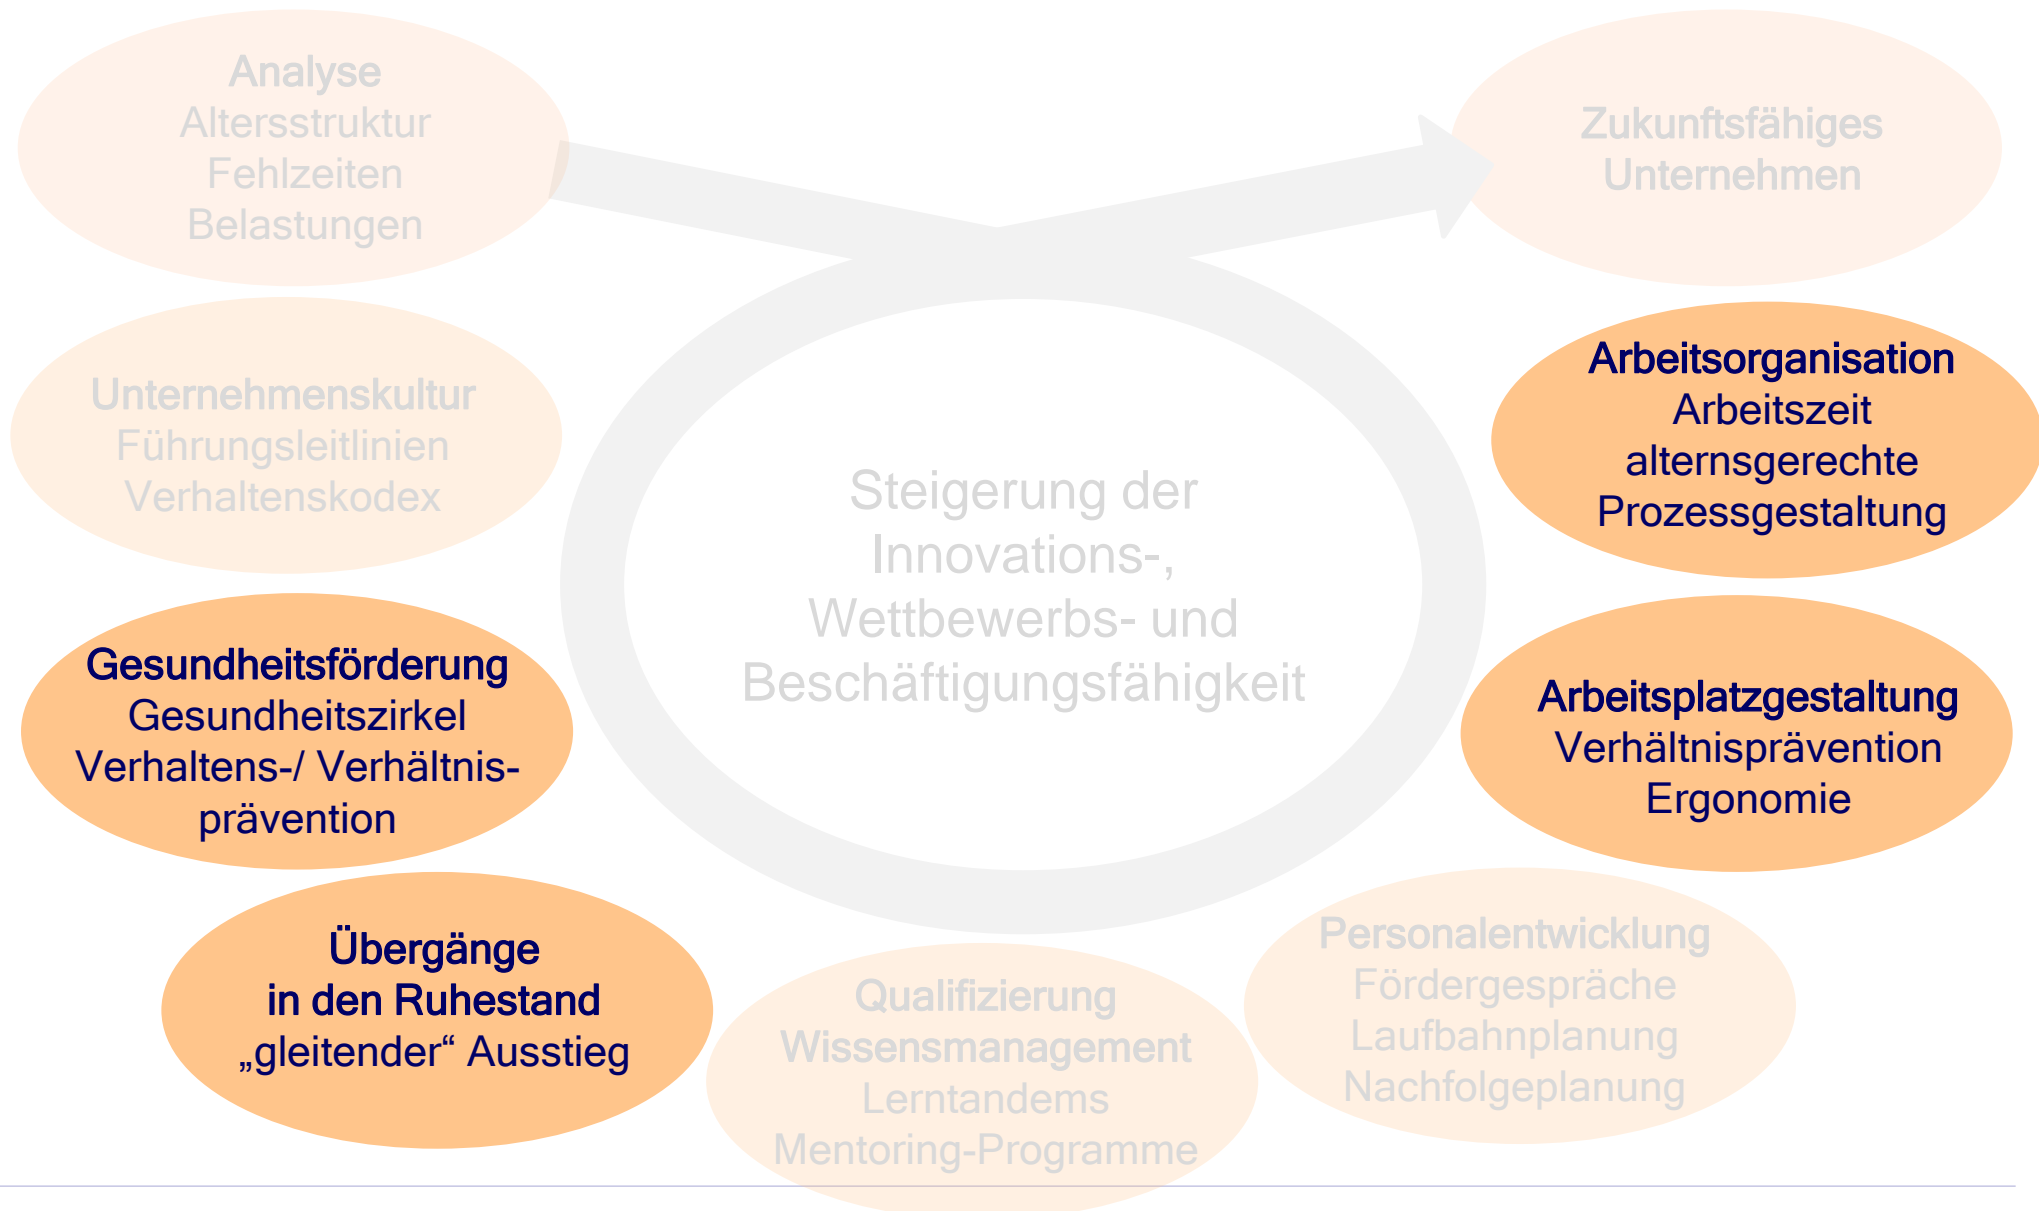 Analyse
Altersstruktur
Fehlzeiten
Belastungen
Zukunftsfähiges
Unternehmen
Unternehmenskultur
Führungsleitlinien
Verhaltenskodex
Steigerung der
Innovations-,
Wettbewerbs- und
Beschäftigungsfähigkeit
Arbeitsorganisation
Arbeitszeit
alternsgerechte
Prozessgestaltung
Gesundheitsförderung
Gesundheitszirkel
Verhaltens-/ Verhältnis-
prävention
Arbeitsplatzgestaltung
Verhältnisprävention
Ergonomie
Übergänge
in den Ruhestand
„gleitender“ Ausstieg
Qualifizierung
Wissensmanagement
Lerntandems
Mentoring-Programme
Personalentwicklung
Fördergespräche
Laufbahnplanung
Nachfolgeplanung